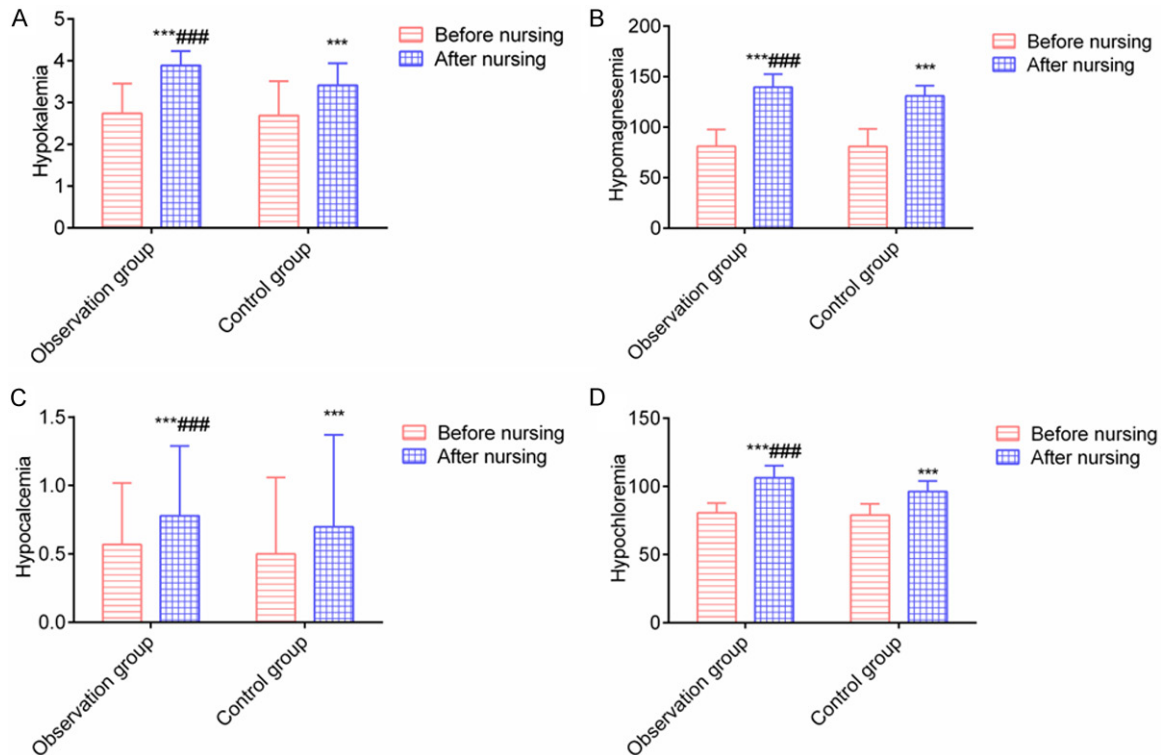 A
Hypokalemia
5
4
3
2
1
0
***###
***
Before nursing
After nursing
Observation group
Control group
B
Hypomagnesemia
200
150
100
50
0
***###
***
Before nursing
After nursing
Observation group
Control group
C
Hypocalcemia
1.5
1.0
0.5
0.0
***###
***
Before nursing
After nursing
Observation group
Control group
D
Hypochloremia
150
100
50
0
***###
***
Before nursing
After nursing
Observation group
Control group